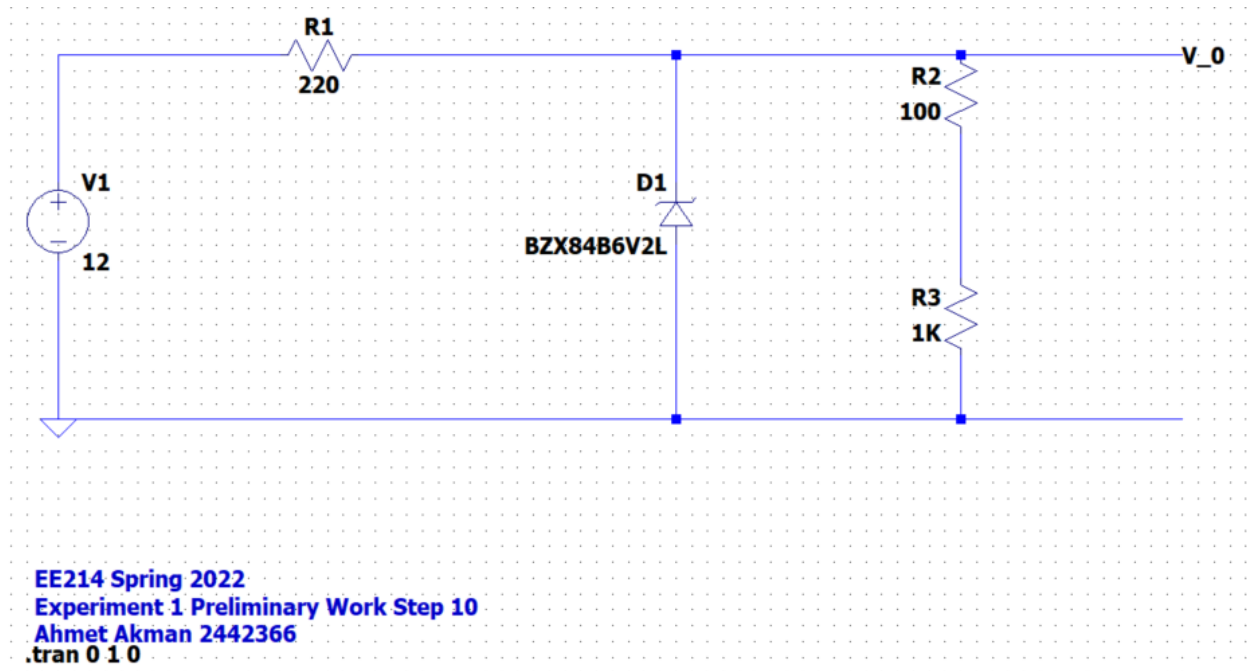 R1
220
V_0
R2
100
V1
12
D1
BZX84B6V2L
R3
1K
EE214 Spring 2022
Experiment 1 Preliminary Work Step 10
Ahmet Akman 2442366
.tran 0 1 0